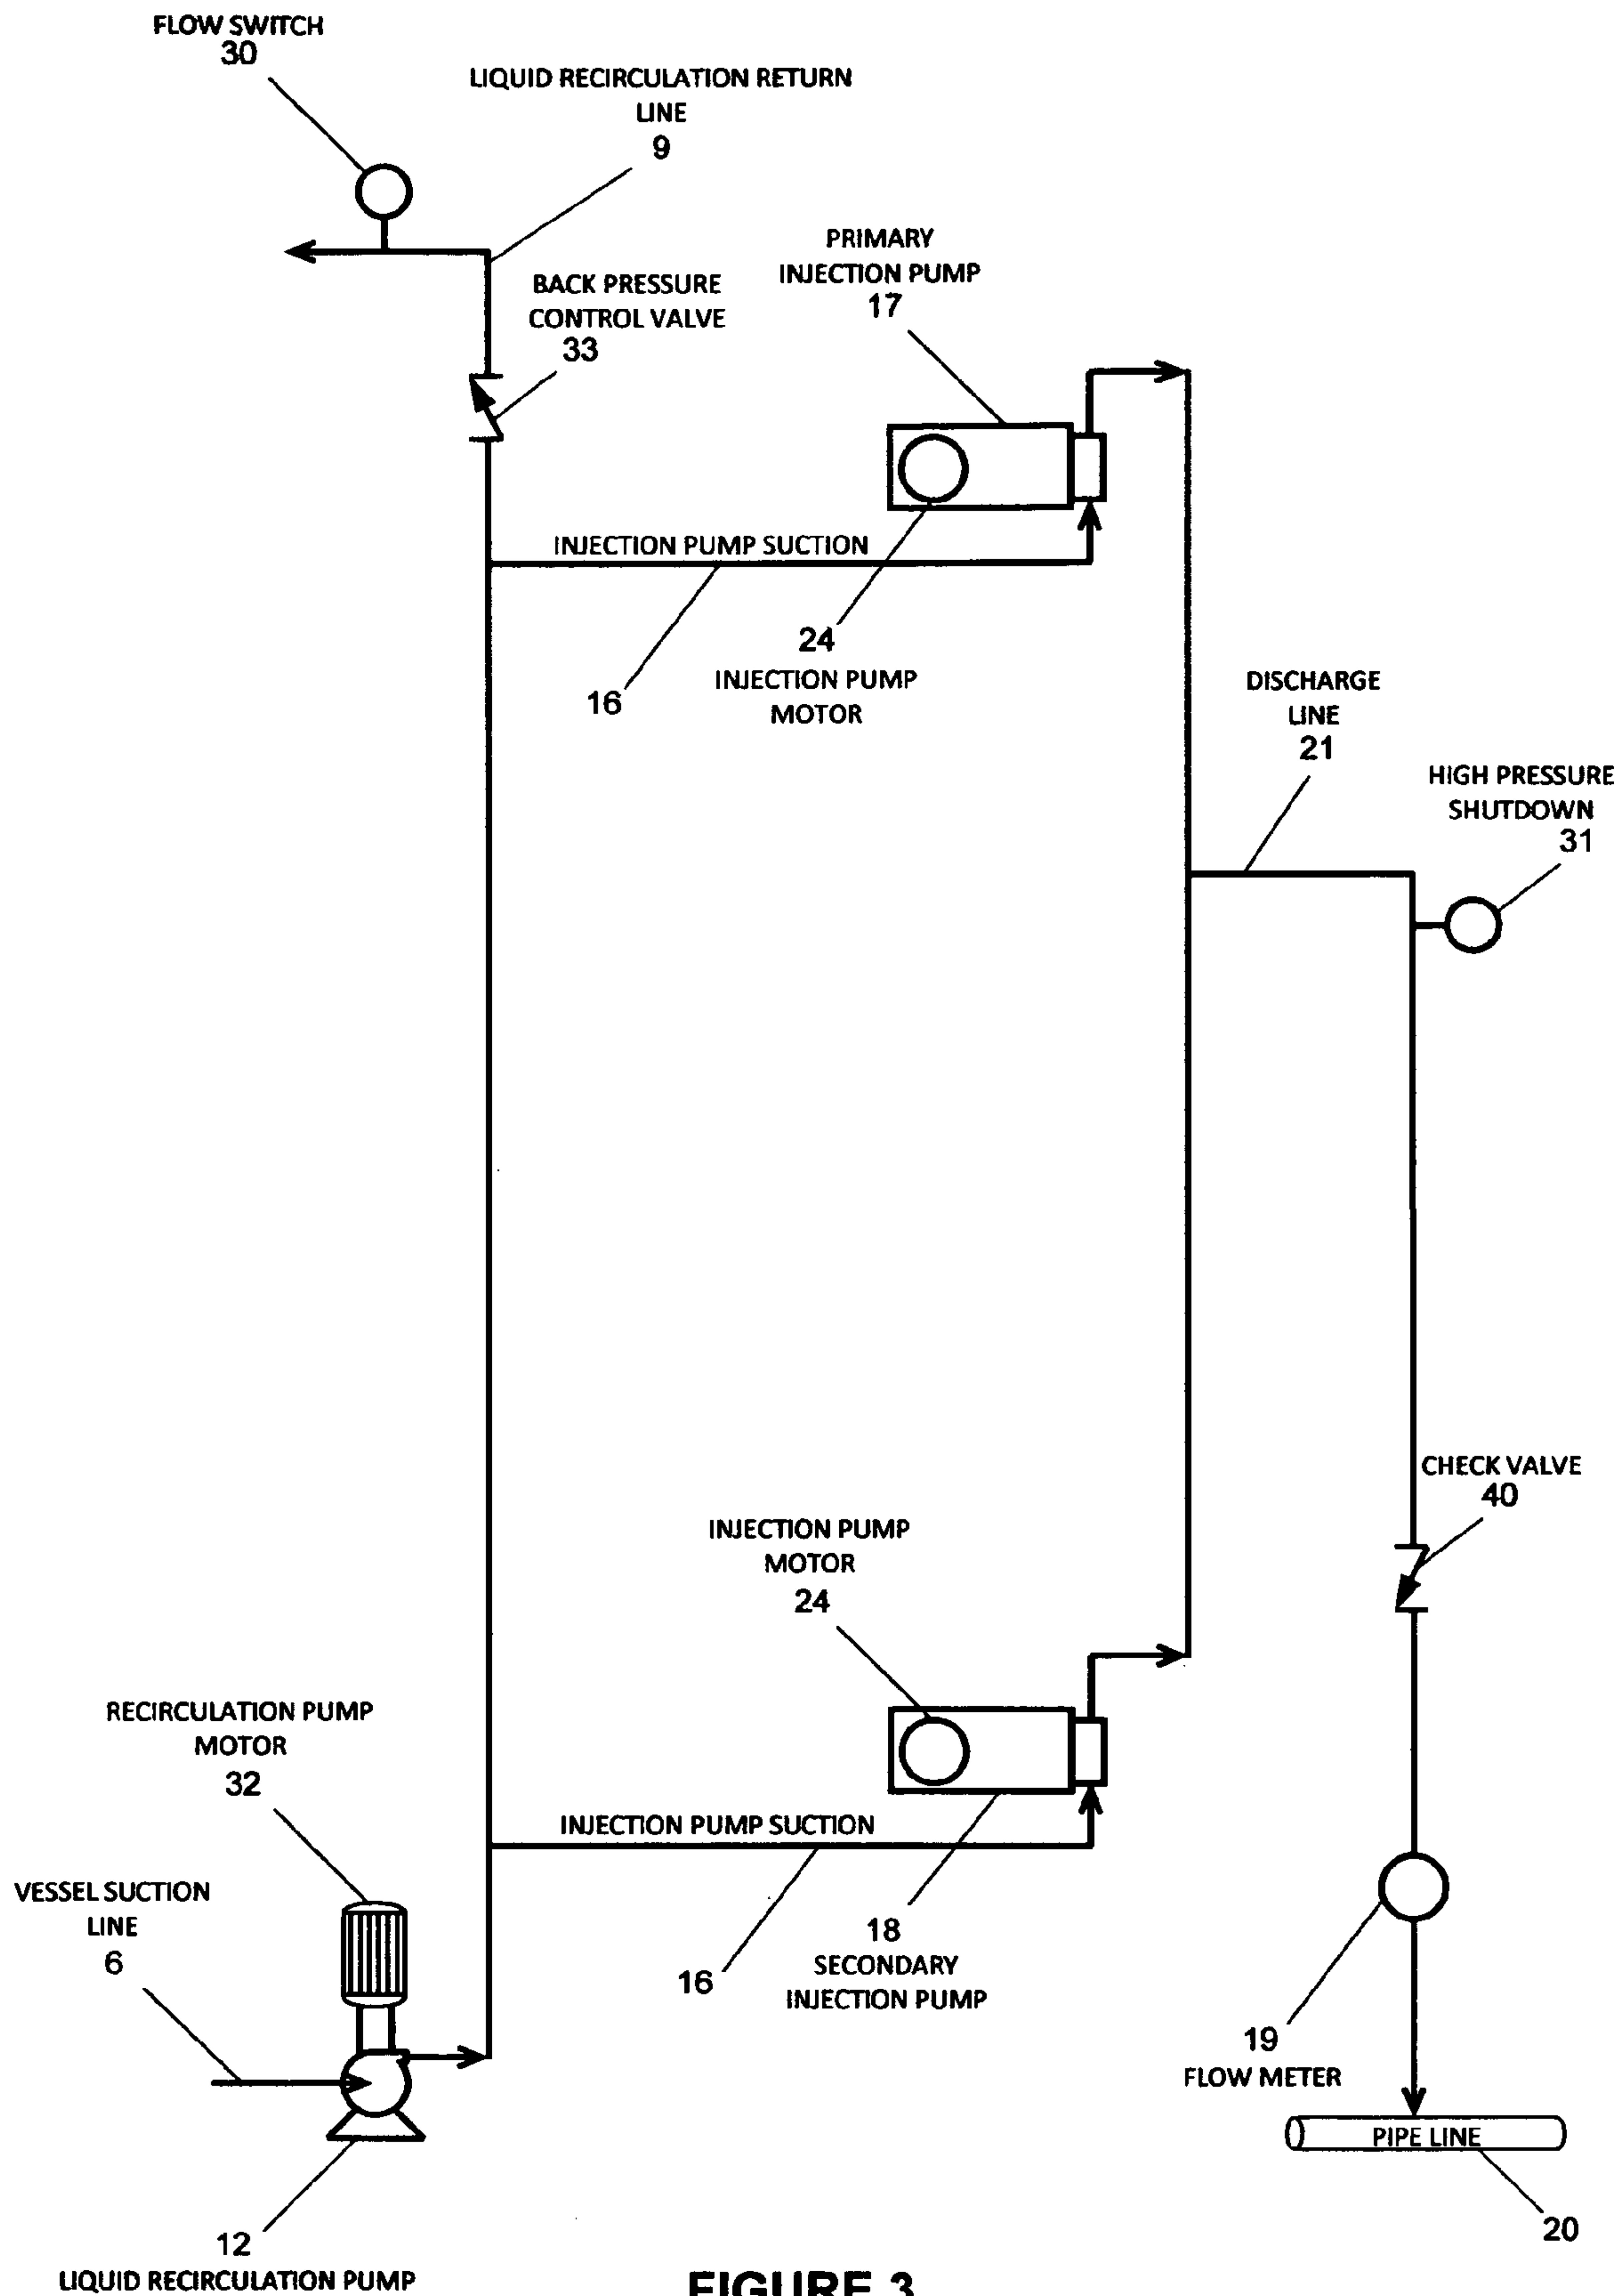 FLOW SWITCH
30
LIQUID RECIRCULATION RETURN
LINE
9
PRIMARY
INJECTION PUMP
17
BACK PRESSURE
CONTROL VALVE
33
INJECTION PUMP SUCTION
24
INJECTION PUMP
MOTOR
16
DISCHARGE
LINE
21
HIGH PRESSURE
SHUTDOWN
31
CHECK VALVE
40
INJECTION PUMP
MOTOR
24
RECIRCULATION PUMP
MOTOR
32
INJECTION PUMP SUCTION
VESSEL SUCTION
LINE
6
18
SECONDARY
INJECTION PUMP
16
19
FLOW METER
PIPE LINE
20
12
LIQUID RECIRCULATION PUMP
FIGURE 3